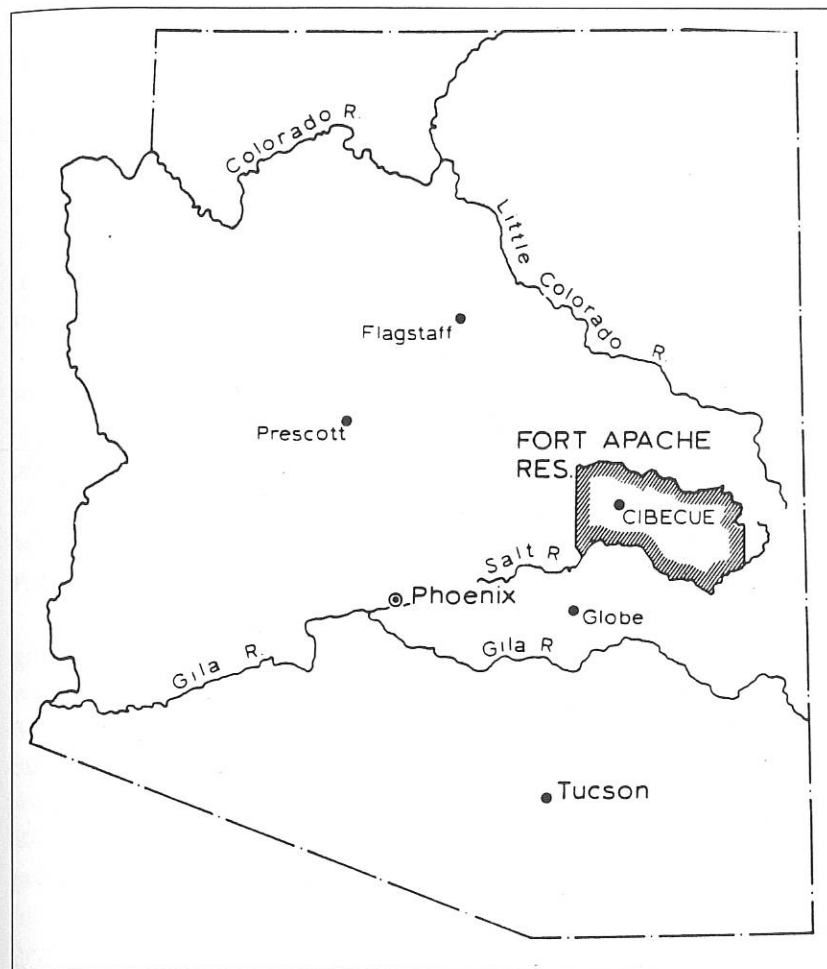 Colorado R.
Little Colorado R.
Flagstaff
Prescott
FORT APACHE
RES.
CIBECUE
Salt R
Phoenix
Globe
Gila R.
Gila R
Tucson